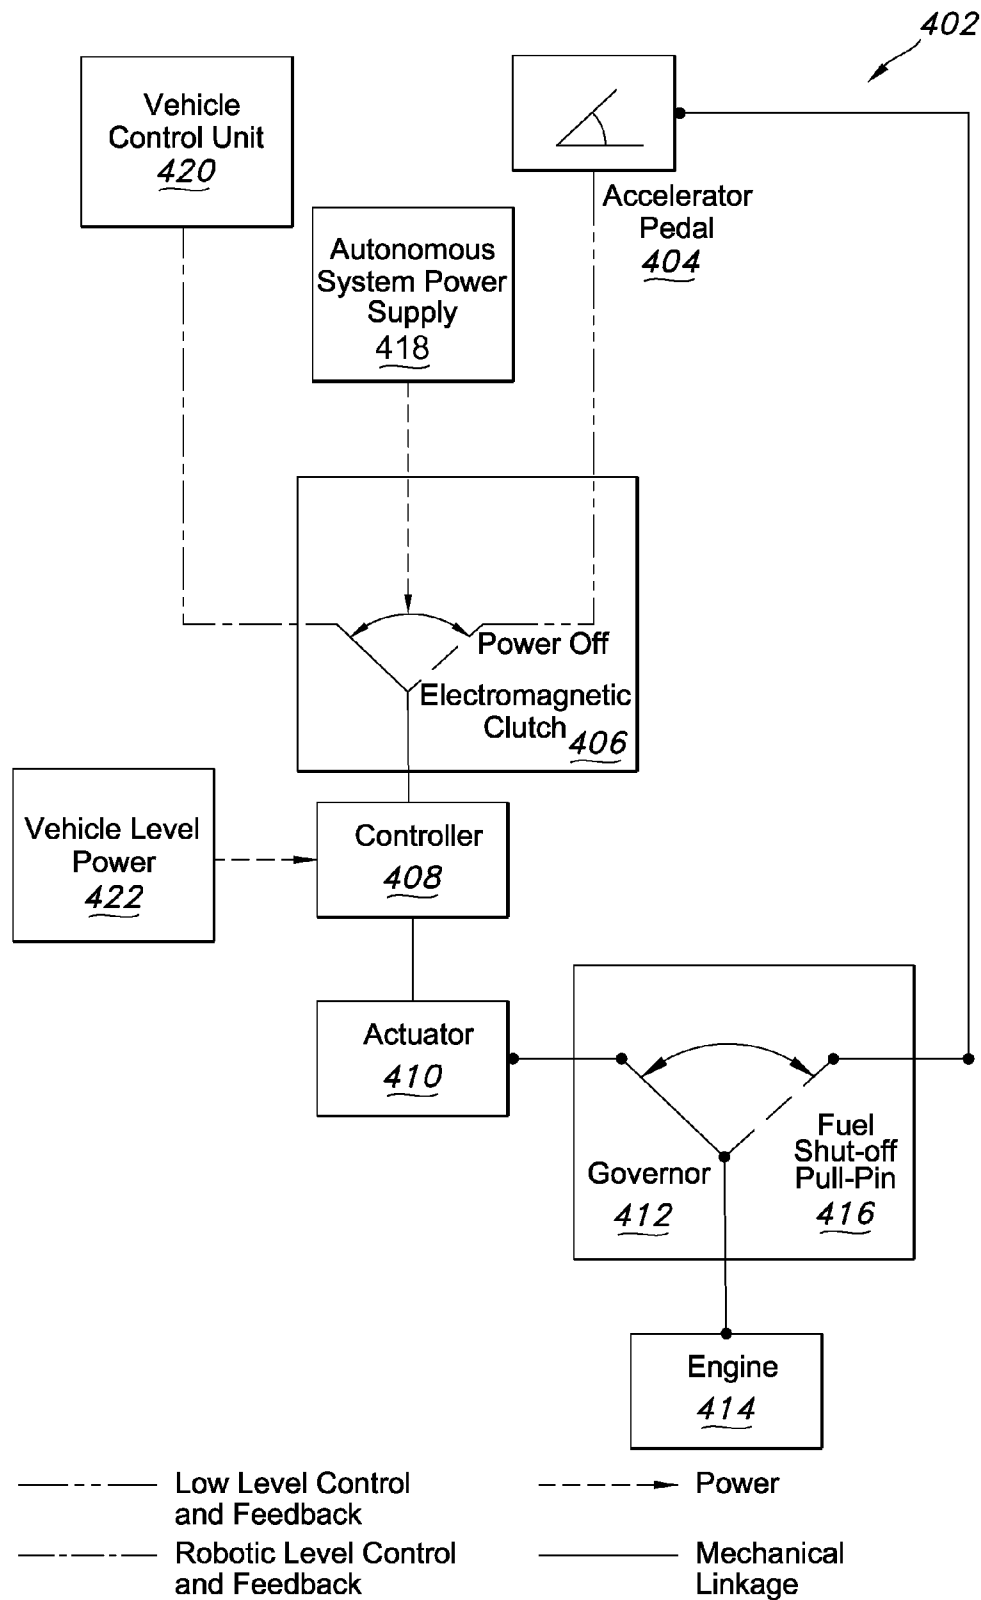 402
Vehicle
Control Unit
420
Accelerator
Pedal
404
Autonomous
System Power
Supply
418
Power Off
Electromagnetic
Clutch
406
Vehicle Level
Power
422
Controller
408
Actuator
410
Governor
412
Fuel
Shut-off
Pull-Pin
416
Engine
414
Low Level Control
and Feedback
Robotic Level Control
and Feedback
Power
Mechanical
Linkage